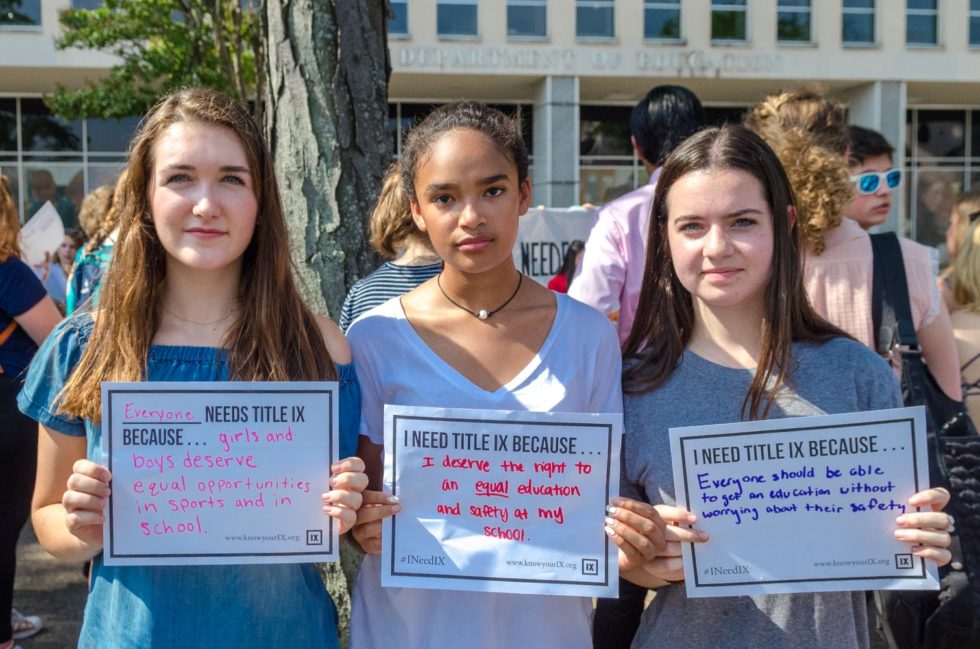 DEPARTMENT OF EDUCATION
NEED
Everyone NEEDS TITLE IX
BECAUSE... girls and
boys deserve
equal opportunities
in sports and in
school.
www.knowyourIX.org IX
I NEED TITLE IX BECAUSE...
I deserve the right to
an equal education
and safety at my
school.
#INeedIX www.knowyourIX.org IX
I NEED TITLE IX BECAUSE...
Everyone should be able
to get an education without
worrying about their safety
#INeedIX www.knowyourIX.org IX